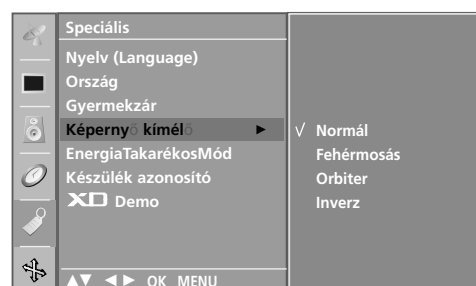 Speciális
Nyelv (Language)
Ország
Gyermekzár
Képernyő kímélő ►
EnergiaTakarékosMód
Készülék azonosító
XD Demo
√ Normál
Fehérmosás
Orbiter
Inverz
▲▼ ◄► OK MENU